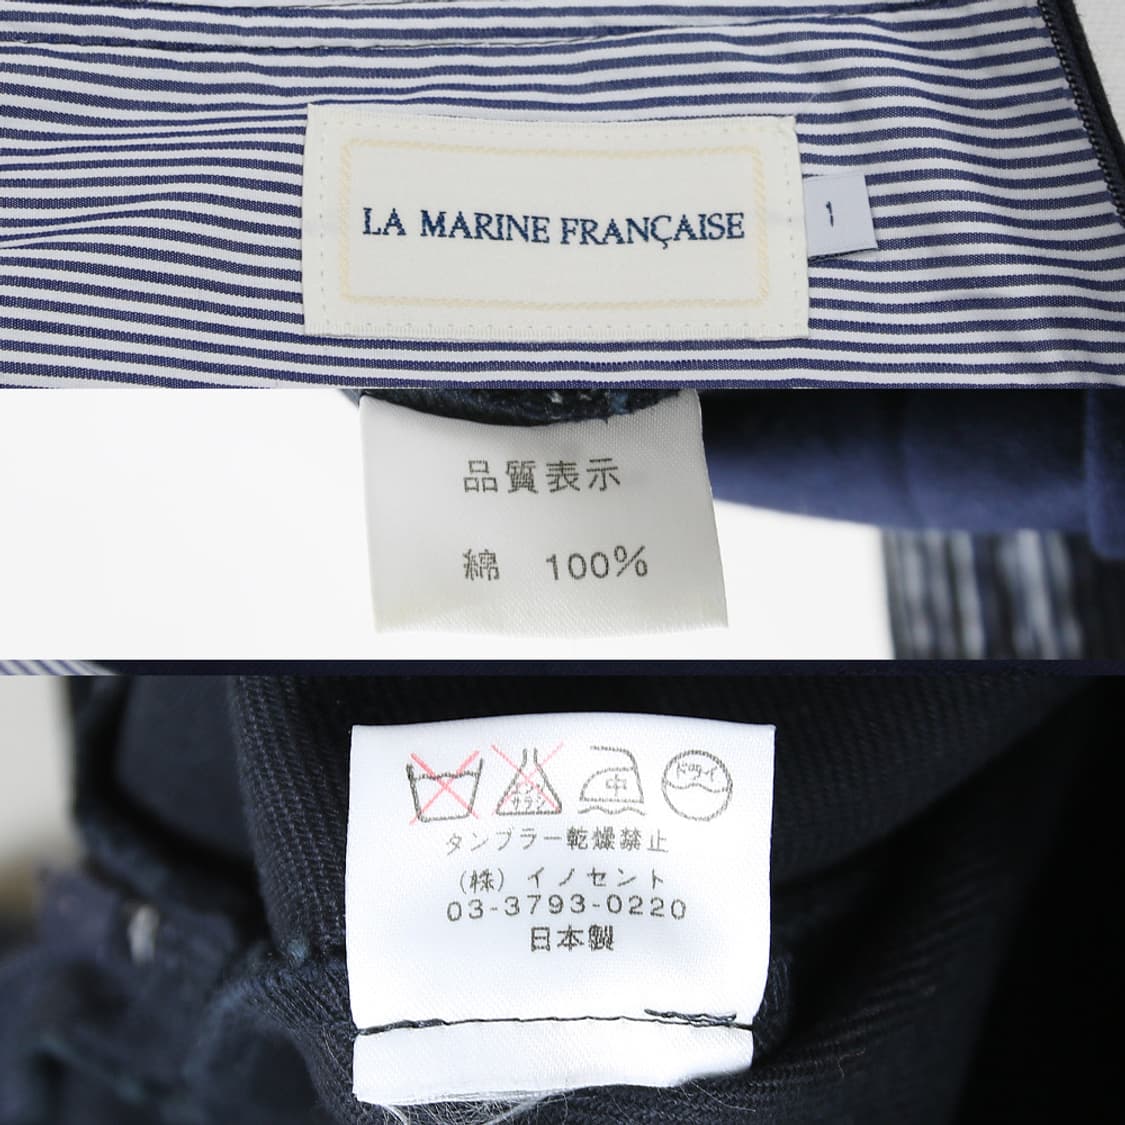 LA MARINE FRANÇAISE
1
品質表示
綿 100%
エンソ
サラシ
中
ドライ
タンブラー乾燥禁止
(株)イノセント
03-3793-0220
日本製